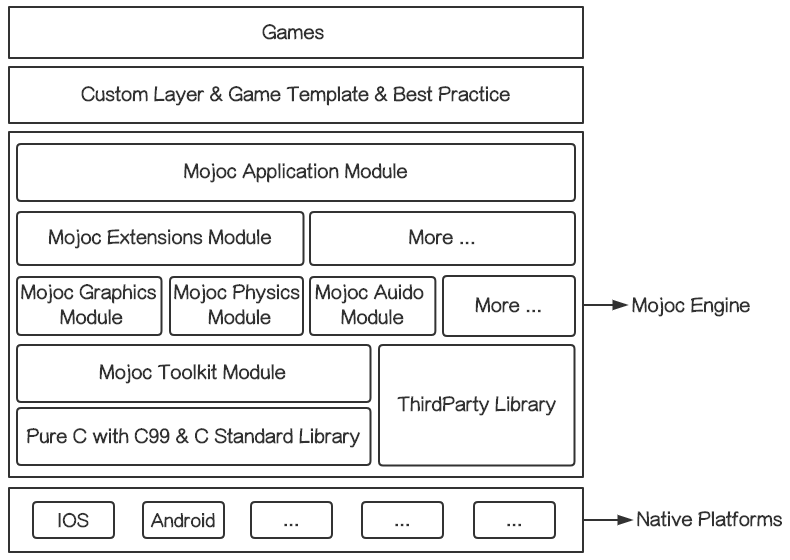 Games
Custom Layer & Game Template & Best Practice
Mojoc Application Module
Mojoc Extensions Module
More ...
Mojoc Graphics
Module
Mojoc Physics
Module
Mojoc Auido
Module
More ...
Mojoc Engine
Mojoc Toolkit Module
ThirdParty Library
Pure C with C99 & C Standard Library
IOS
Android
...
...
...
Native Platforms